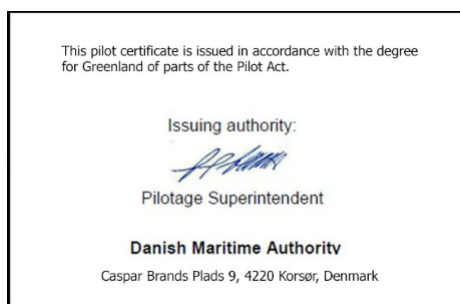 This pilot certificate is issued in accordance with the degree
for Greenland of parts of the Pilot Act.
Issuing authority:
Pilotage Superintendent
Danish Maritime Authority
Caspar Brands Plads 9, 4220 Korsør, Denmark